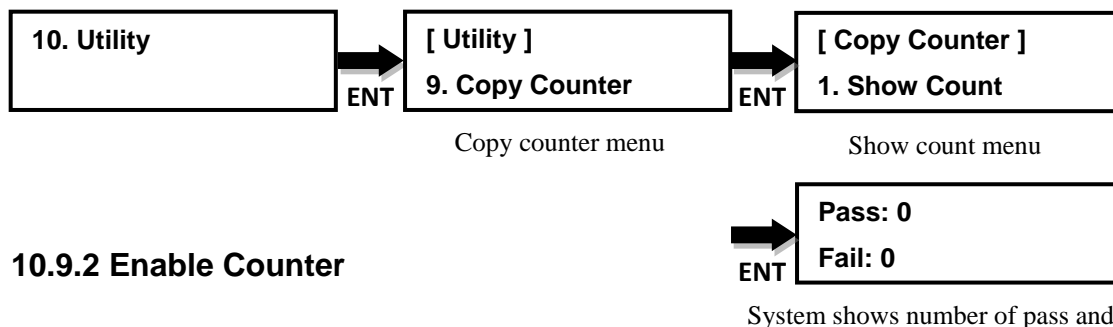 10. Utility
ENT
[ Utility ]
9. Copy Counter
ENT
[ Copy Counter ]
1. Show Count
Copy counter menu
Show count menu
ENT
Pass: 0
Fail: 0
10.9.2 Enable Counter
System shows number of pass and